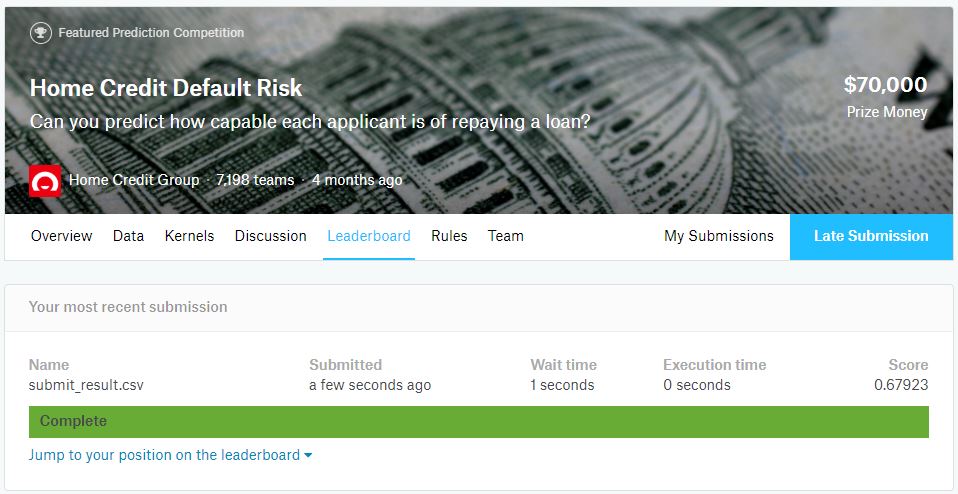 Featured Prediction Competition
Home Credit Default Risk
$70,000
Can you predict how capable each applicant is of repaying a loan?
Prize Money
Home Credit Group · 7,198 teams · 4 months ago
Overview Data Kernels Discussion Leaderboard Rules Team My Submissions Late Submission
Your most recent submission
Name Submitted Wait time Execution time Score
submit_result.csv a few seconds ago 1 seconds 0 seconds 0.67923
Complete
Jump to your position on the leaderboard